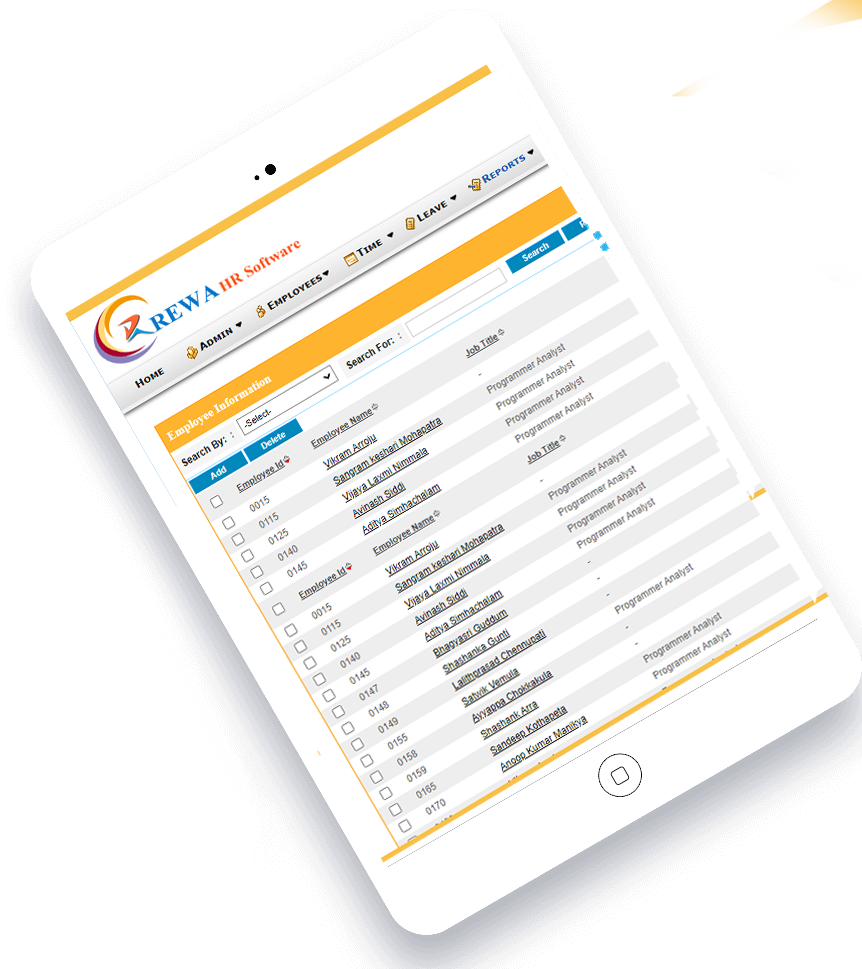 REWA HR Software
HOME ADMIN EMPLOYEES TIME LEAVE REPORTS
Employee Information
Search By: : -Select- Search For: : Search
Add Delete
Employee Id Employee Name Job Title
0015 Vikram Arroju -
0115 Sangram keshari Mohapatra Programmer Analyst
0125 Vijaya Laxmi Nimmala Programmer Analyst
0140 Avinash Siddi Programmer Analyst
0145 Aditya Simhachalam Programmer Analyst
Employee Id Employee Name Job Title
0015 Vikram Arroju -
0115 Sangram keshari Mohapatra Programmer Analyst
0125 Vijaya Laxmi Nimmala Programmer Analyst
0140 Avinash Siddi Programmer Analyst
0145 Aditya Simhachalam Programmer Analyst
0147 Bhagyasri Guddum -
0148 Shashanka Gunti -
0149 Lalithprasad Chennupati -
0155 Satwik Vemula Programmer Analyst
0158 Ayyappa Chokkakula -
0159 Shashank Arra Programmer Analyst
0165 Sandeep Kothapeta Programmer Analyst
0170 Anoop Kumar Manikya